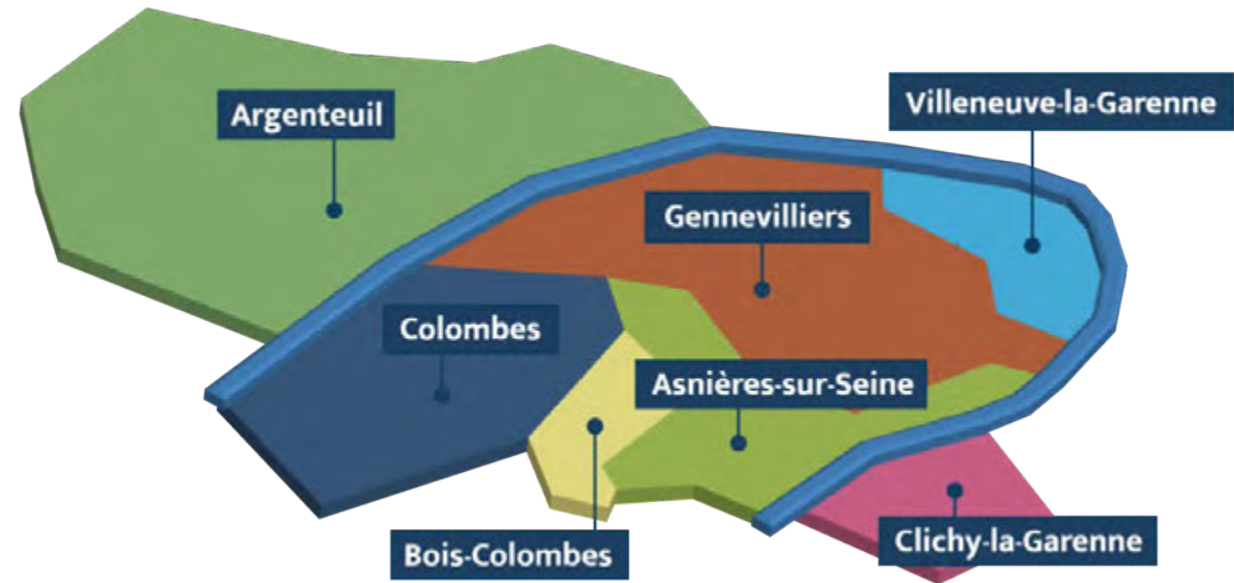 Argenteuil
Villeneuve-la-Garenne
Gennevilliers
Colombes
Asnières-sur-Seine
Bois-Colombes
Clichy-la-Garenne